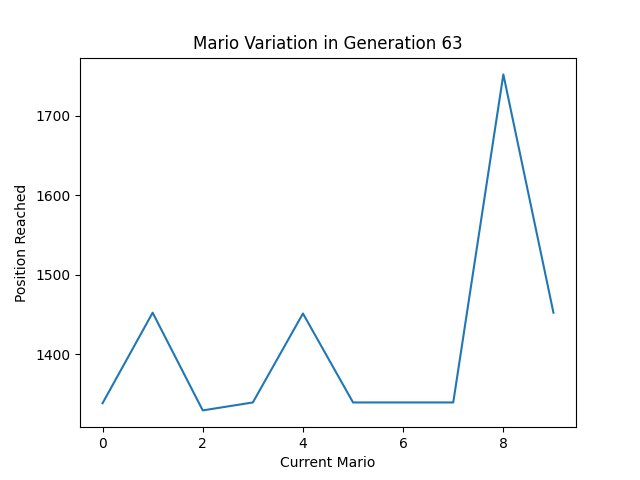 Mario Variation in Generation 63
Position Reached
1700
1600
1500
1400
0 2 4 6 8
Current Mario